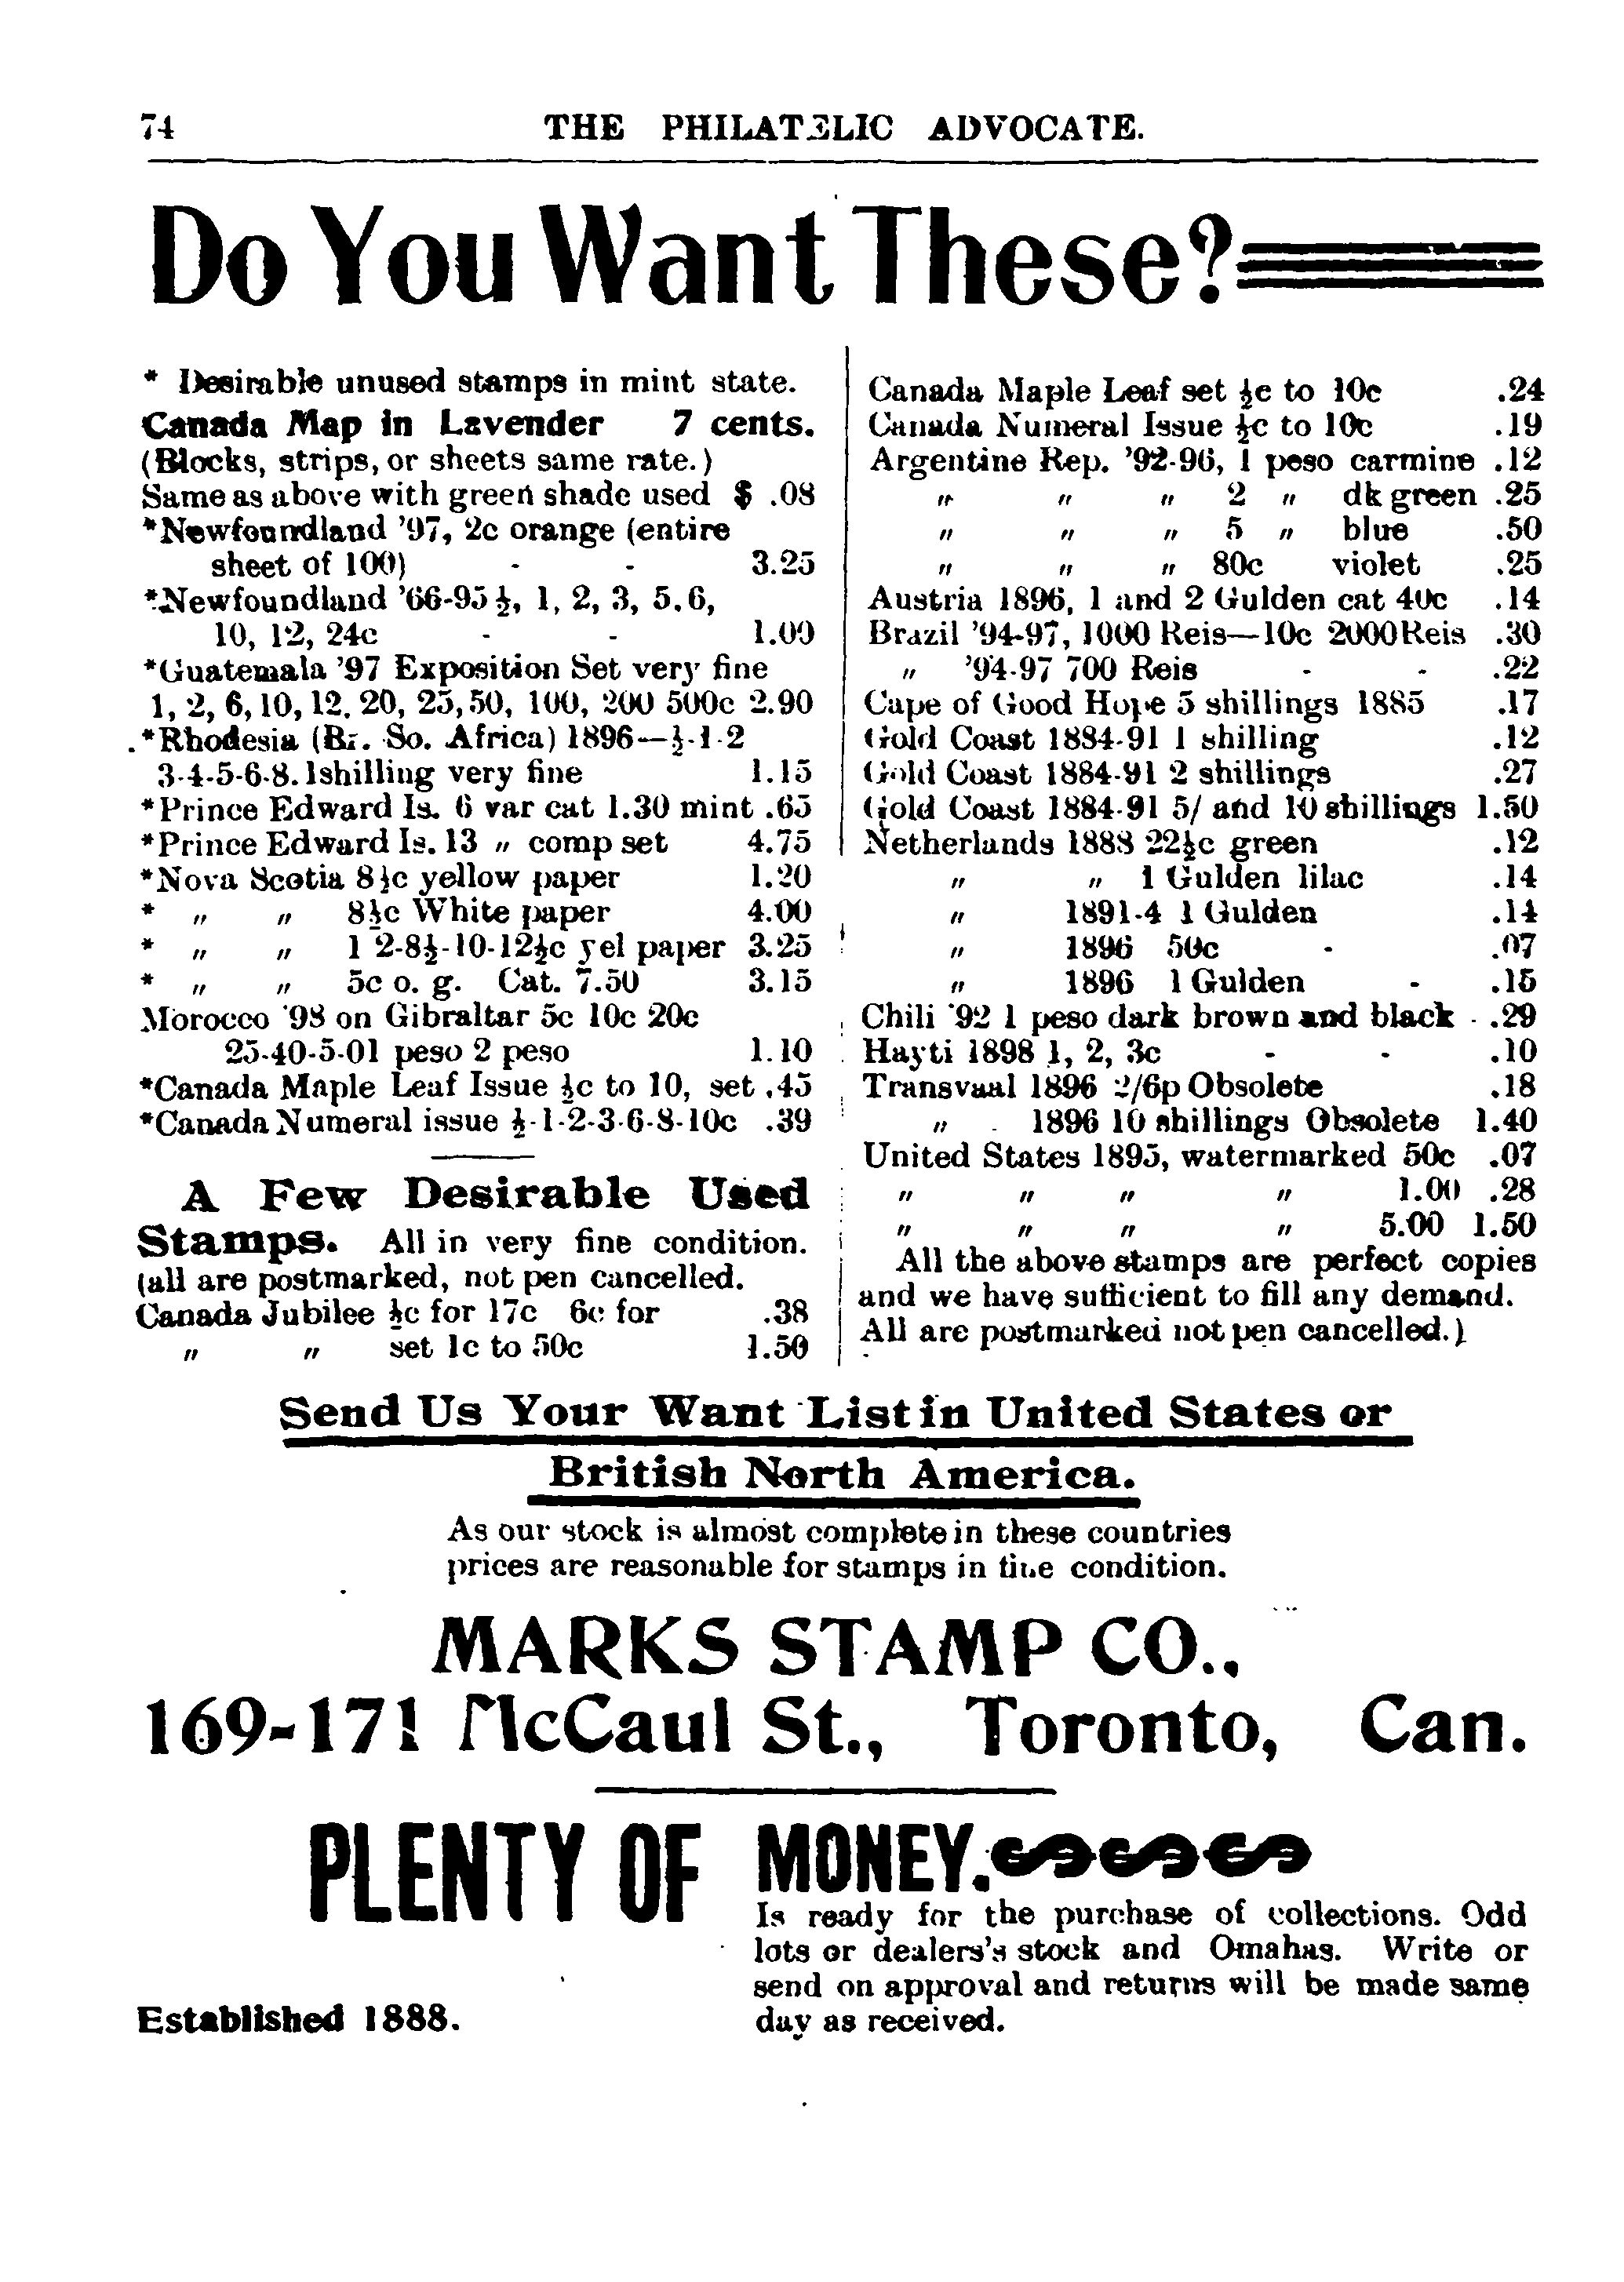 74 THE PHILATELIC ADVOCATE.
Do You Want These?
* Desirable unused stamps in mint state.
Canada Map in Lavender 7 cents.
(Blocks, strips, or sheets same rate.)
Same as above with green shade used $ .08
*Newfoundland '97, 2c orange (entire
sheet of 100) - - 3.25
*Newfoundland '66-95 ½, 1, 2, 3, 5, 6,
10, 12, 24c - - 1.00
*Guatemala '97 Exposition Set very fine
1, 2, 6, 10, 12. 20, 25, 50, 100, 200 500c 2.90
*Rhodesia (Br. So. Africa) 1896—½-1-2
3-4-5-6-8. 1shilling very fine 1.15
*Prince Edward Is. 6 var cat 1.30 mint .65
*Prince Edward Is. 13 〃 comp set 4.75
*Nova Scotia 8½c yellow paper 1.20
* 〃 〃 8½c White paper 4.00
* 〃 〃 1 2-8½-10-12½c yel paper 3.25
* 〃 〃 5c o. g. Cat. 7.50 3.15
Morocco '98 on Gibraltar 5c 10c 20c
25-40-5-01 peso 2 peso 1.10
*Canada Maple Leaf Issue ½c to 10, set .45
*Canada Numeral issue ½-1-2-3-6-8-10c .39
A Few Desirable Used
Stamps. All in very fine condition.
(all are postmarked, not pen cancelled.
Canada Jubilee ½c for 17c 6c for .38
〃 〃 set 1c to 50c 1.50
Canada Maple Leaf set ½c to 10c .24
Canada Numeral Issue ½c to 10c .19
Argentine Rep. '92-96, 1 peso carmine .12
〃 〃 〃 2 〃 dk green .25
〃 〃 〃 5 〃 blue .50
〃 〃 〃 80c violet .25
Austria 1896, 1 and 2 Gulden cat 40c .14
Brazil '94-97, 1000 Reis—10c 2000 Reis .30
〃 '94-97 700 Reis - - .22
Cape of Good Hope 5 shillings 1885 .17
Gold Coast 1884-91 1 shilling .12
Gold Coast 1884-91 2 shillings .27
Gold Coast 1884-91 5/ and 10 shillings 1.50
Netherlands 1888 22½c green .12
〃 〃 1 Gulden lilac .14
〃 1891-4 1 Gulden .14
〃 1896 50c - .07
〃 1896 1 Gulden - .15
Chili '92 1 peso dark brown and black - .29
Hayti 1898 1, 2, 3c - - .10
Transvaal 1896 2/6p Obsolete .18
〃 1896 10 shillings Obsolete 1.40
United States 1895, watermarked 50c .07
〃 〃 〃 〃 1.00 .28
〃 〃 〃 〃 5.00 1.50
All the above stamps are perfect copies
and we have sufficient to fill any demand.
All are postmarked not pen cancelled.)
Send Us Your Want List in United States or
British North America.
As our stock is almost complete in these countries
prices are reasonable for stamps in fine condition.
MARKS STAMP CO.,
169-171 McCaul St., Toronto, Can.
PLENTY OF MONEY.
Is ready for the purchase of collections. Odd
lots or dealers's stock and Omahas. Write or
send on approval and returns will be made same
day as received.
Established 1888.